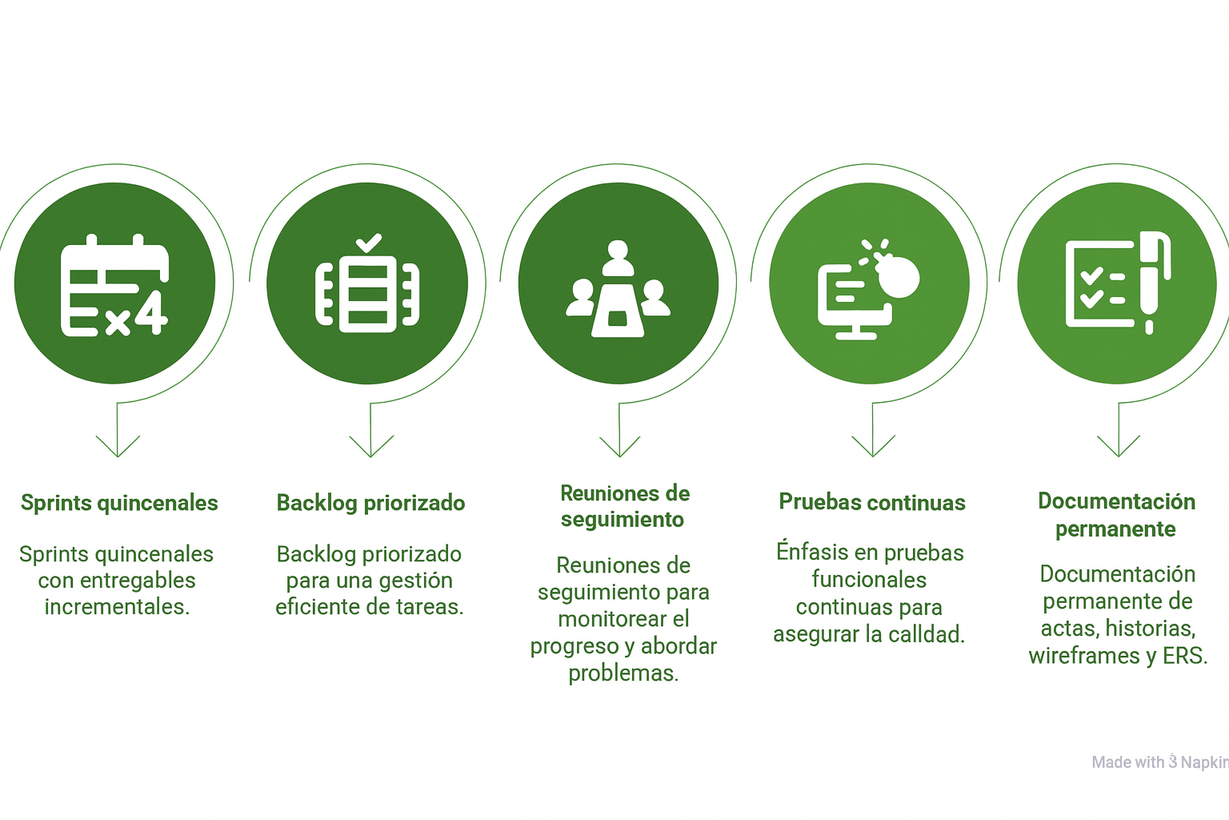 x4
Sprints quincenales
Sprints quincenales
con entregables
incrementales.
Backlog priorizado
Backlog priorizado
para una gestión
eficiente de tareas.
Reuniones de
seguimiento
Reuniones de
seguimiento para
monitorear el
progreso y abordar
problemas.
Pruebas continuas
Énfasis en pruebas
funcionales
continuas para
asegurar la calldad.
Documentación
permanente
Documentación
permanente de
actas, historias,
wireframes y ERS.
Made with 3 Napkin